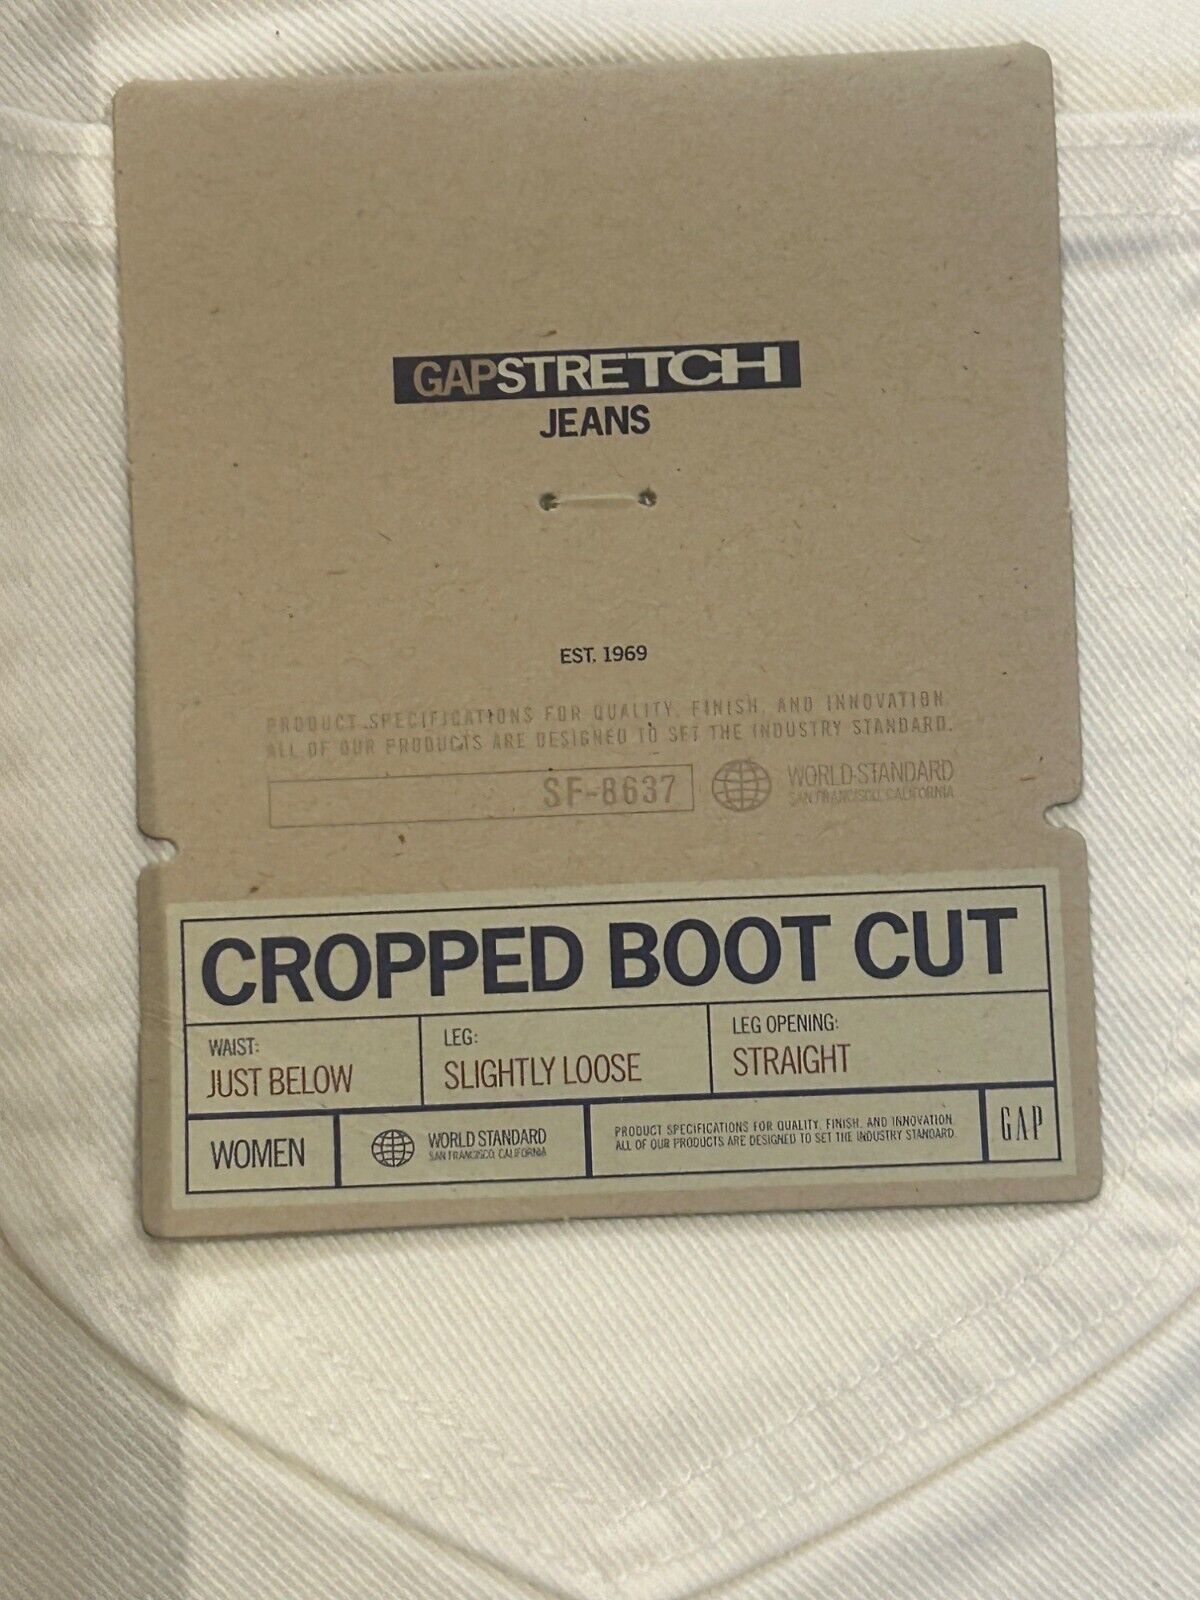 GAPSTRETCH
JEANS
EST. 1969
PRODUCT SPECIFICATIONS FOR QUALITY, FINISH, AND INNOVATION.
ALL OF OUR PRODUCTS ARE DESIGNED TO SET THE INDUSTRY STANDARD.
SF-8637
WORLD-STANDARD
SAN FRANCISCO, CALIFORNIA
CROPPED BOOT CUT
WAIST:
JUST BELOW
LEG:
SLIGHTLY LOOSE
LEG OPENING:
STRAIGHT
WOMEN
WORLD STANDARD
SAN FRANCISCO, CALIFORNIA
PRODUCT SPECIFICATIONS FOR QUALITY, FINISH, AND INNOVATION.
ALL OF OUR PRODUCTS ARE DESIGNED TO SET THE INDUSTRY STANDARD.
GAP